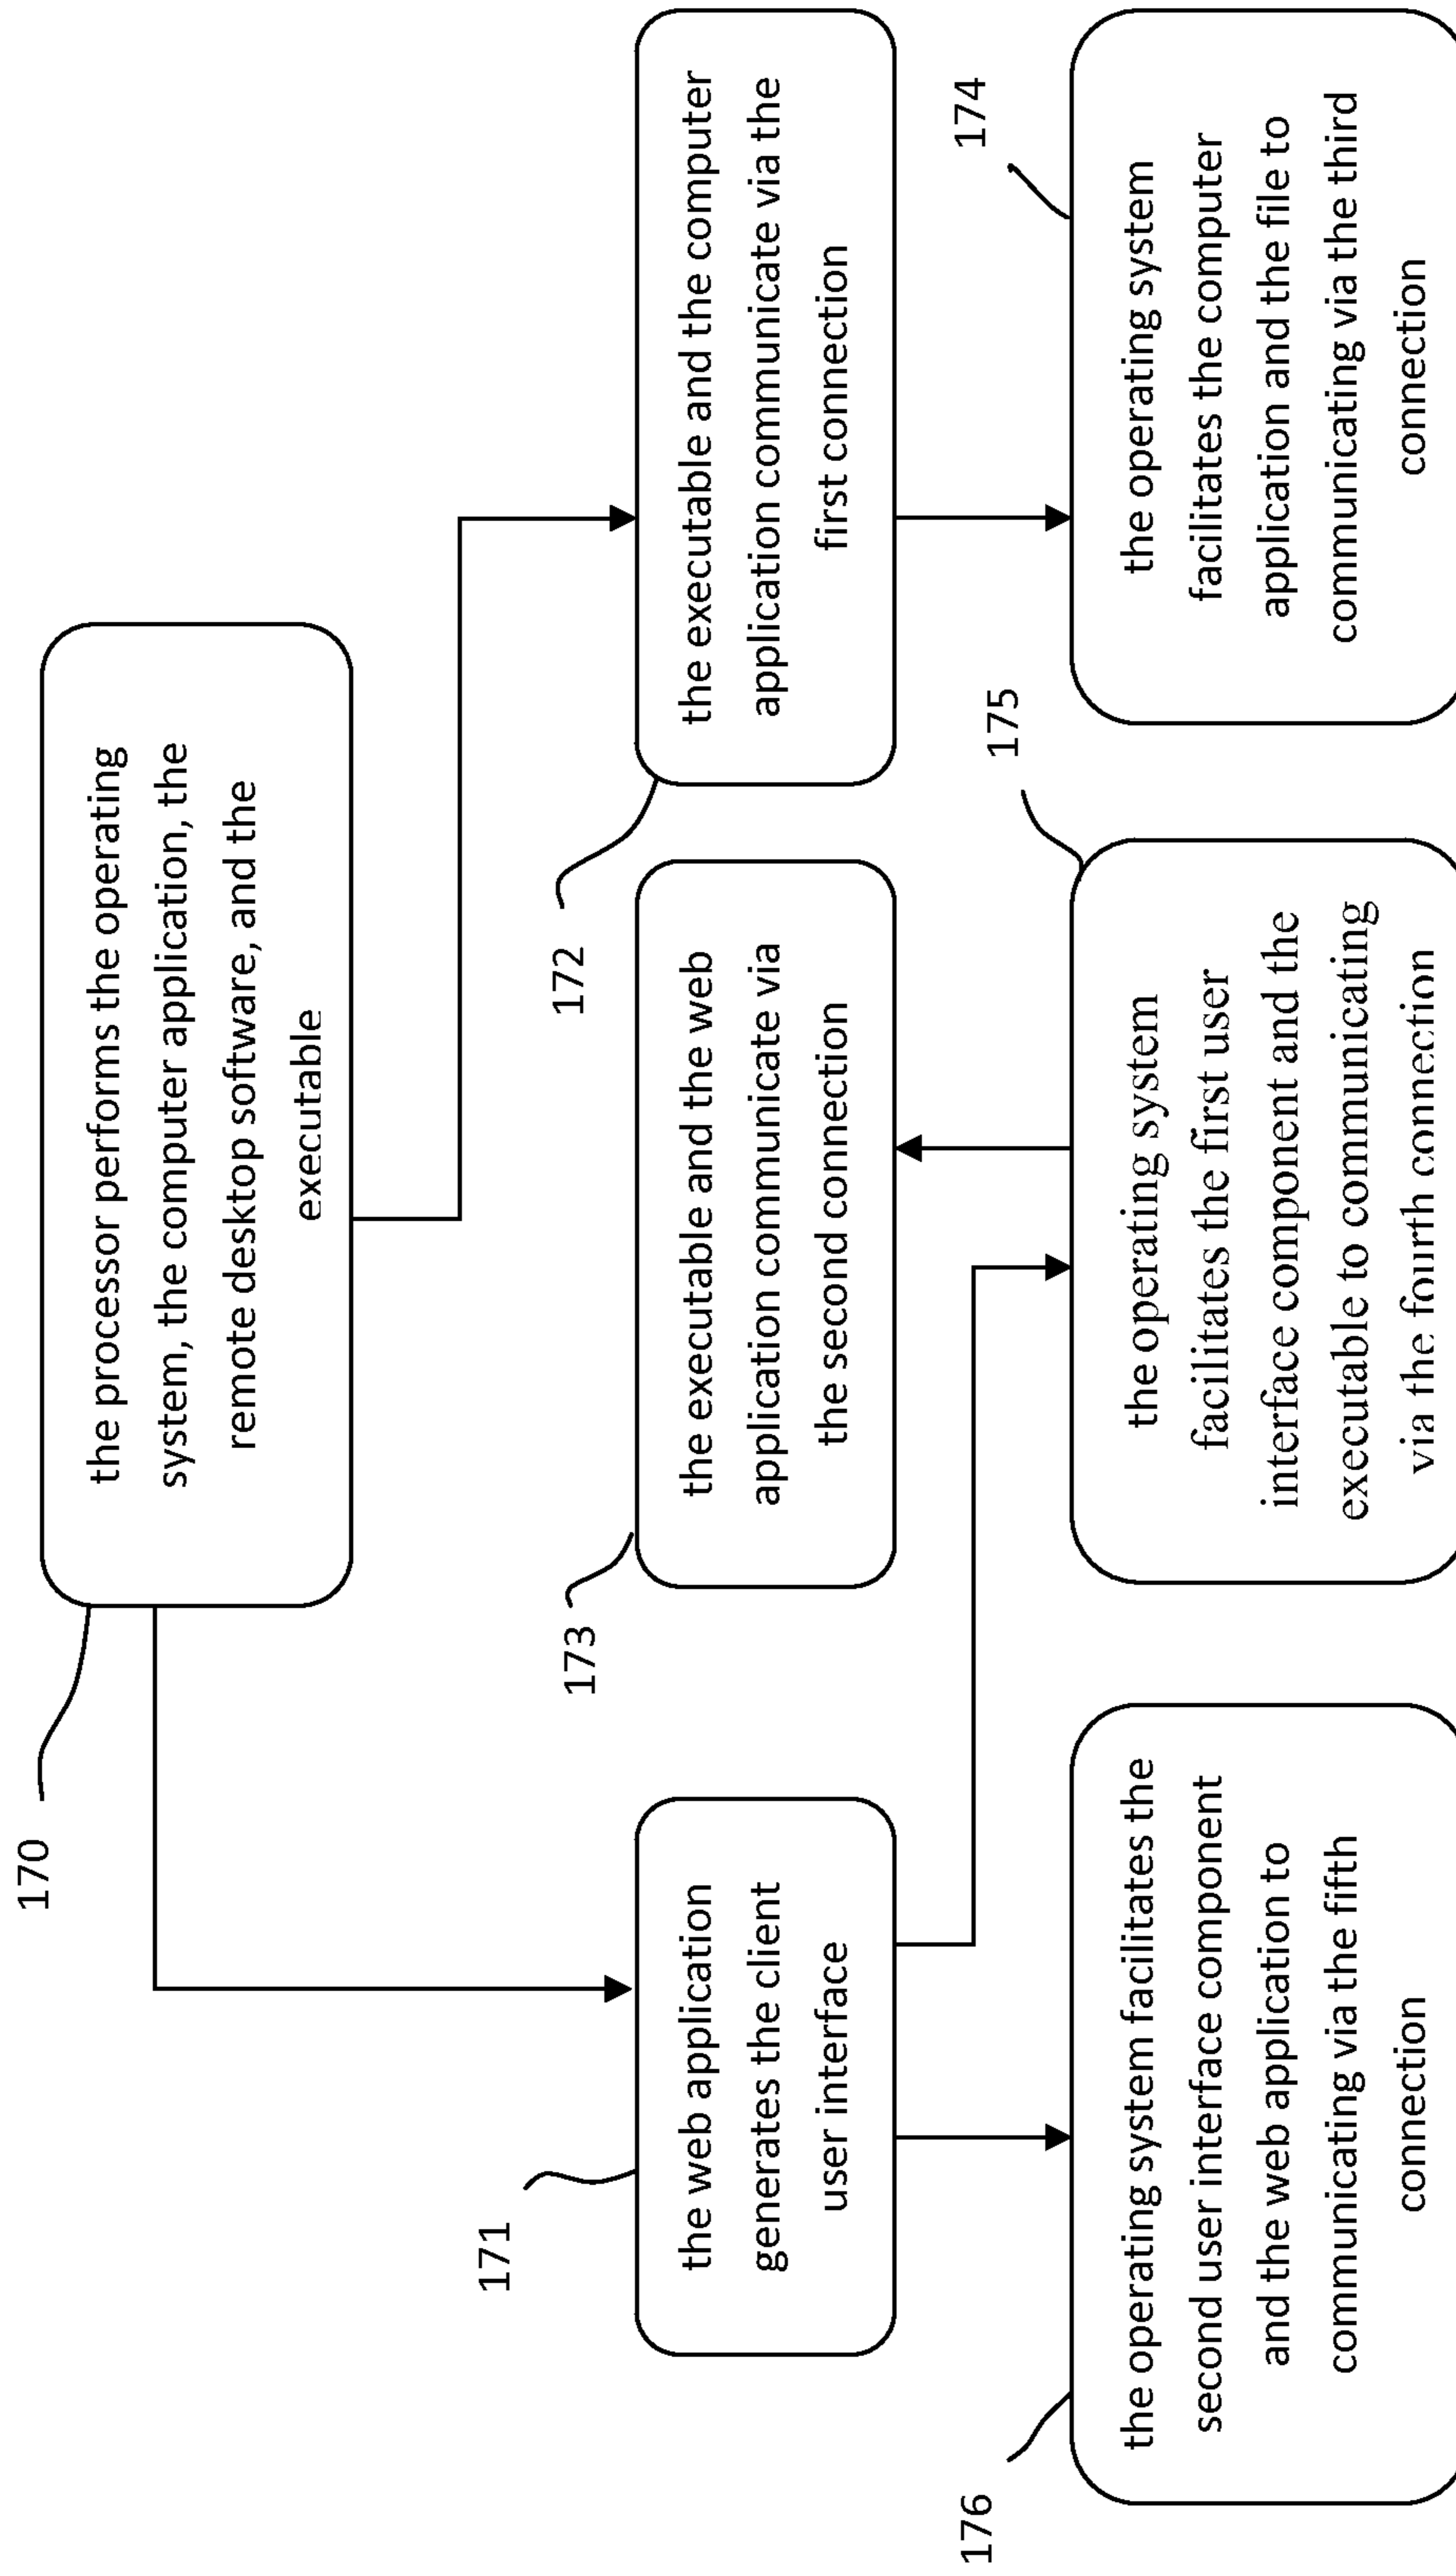 170
the processor performs the operating
system, the computer application, the
remote desktop software, and the
executable
171
the web application
generates the client
user interface
173
the executable and the web
application communicate via
the second connection
172
the executable and the computer
application communicate via the
first connection
176
the operating system facilitates the
second user interface component
and the web application to
communicating via the fifth
connection
175
the operating system
facilitates the first user
interface component and the
executable to communicating
via the fourth connection
174
the operating system
facilitates the computer
application and the file to
communicating via the third
connection